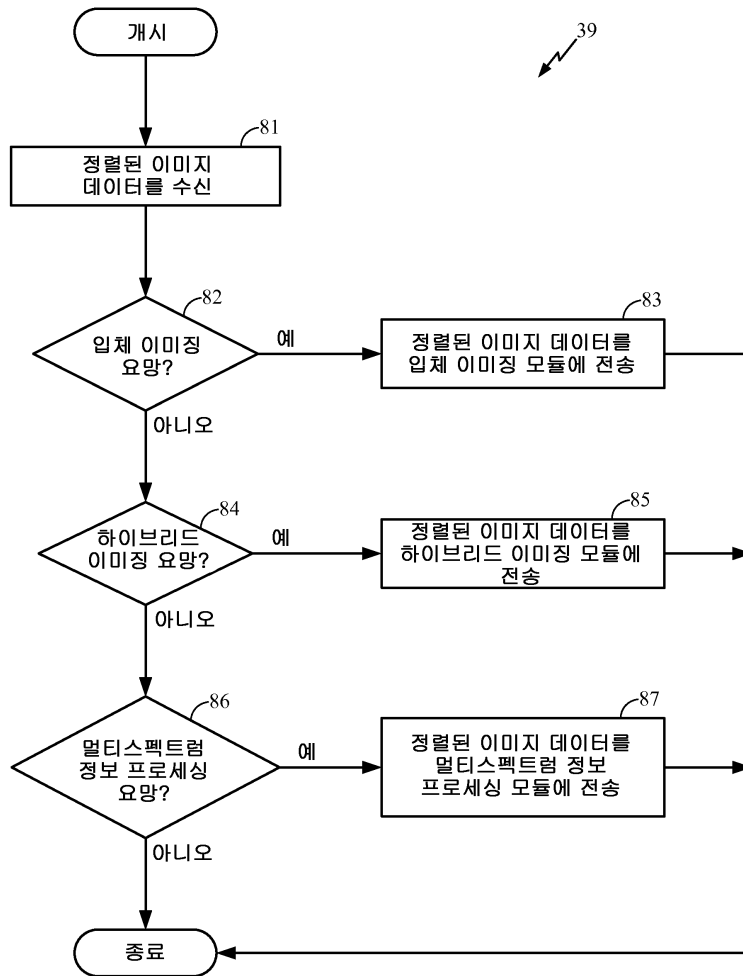 개시
39
81
정렬된 이미지
데이터를 수신
82
입체 이미징
요망?
예
아니오
83
정렬된 이미지 데이터를
입체 이미징 모듈에 전송
84
하이브리드
이미징 요망?
예
아니오
85
정렬된 이미지 데이터를
하이브리드 이미징 모듈에
전송
86
멀티스펙트럼
정보 프로세싱
요망?
예
아니오
87
정렬된 이미지 데이터를
멀티스펙트럼 정보
프로세싱 모듈에 전송
종료